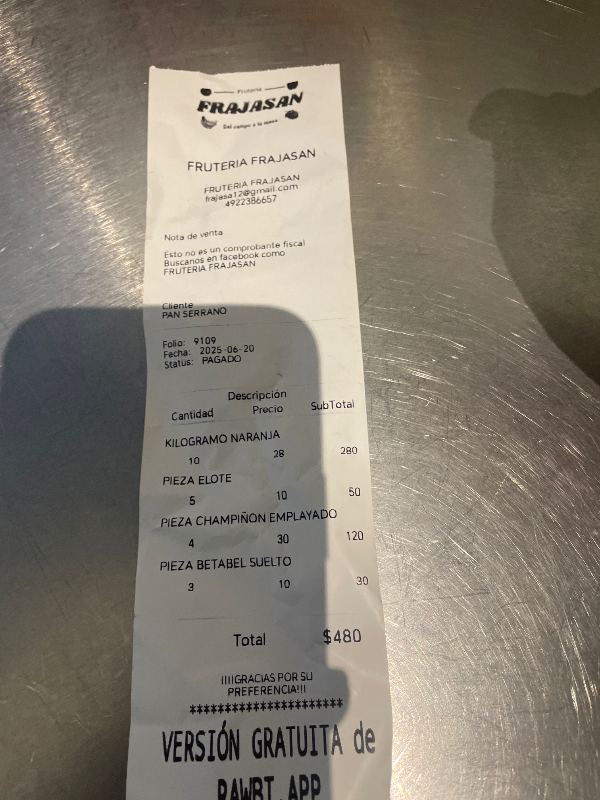 Fruteria
FRAJASAN
Del campo a la mesa
FRUTERIA FRAJASAN
FRUTERIA FRAJASAN
frajasa12@gmail.com
4922386657
Nota de venta
Esto no es un comprobante fiscal
Buscanos en facebook como
FRUTERIA FRAJASAN
Cliente
PAN SERRANO
Folio: 9109
Fecha: 2025-06-20
Status: PAGADO
Descripción
Cantidad Precio SubTotal
KILOGRAMO NARANJA
10 28 280
PIEZA ELOTE
5 10 50
PIEZA CHAMPIÑON EMPLAYADO
4 30 120
PIEZA BETABEL SUELTO
3 10 30
Total $480
!!!!GRACIAS POR SU
PREFERENCIA!!!
**********************
VERSIÓN GRATUITA de
RAWBT.APP